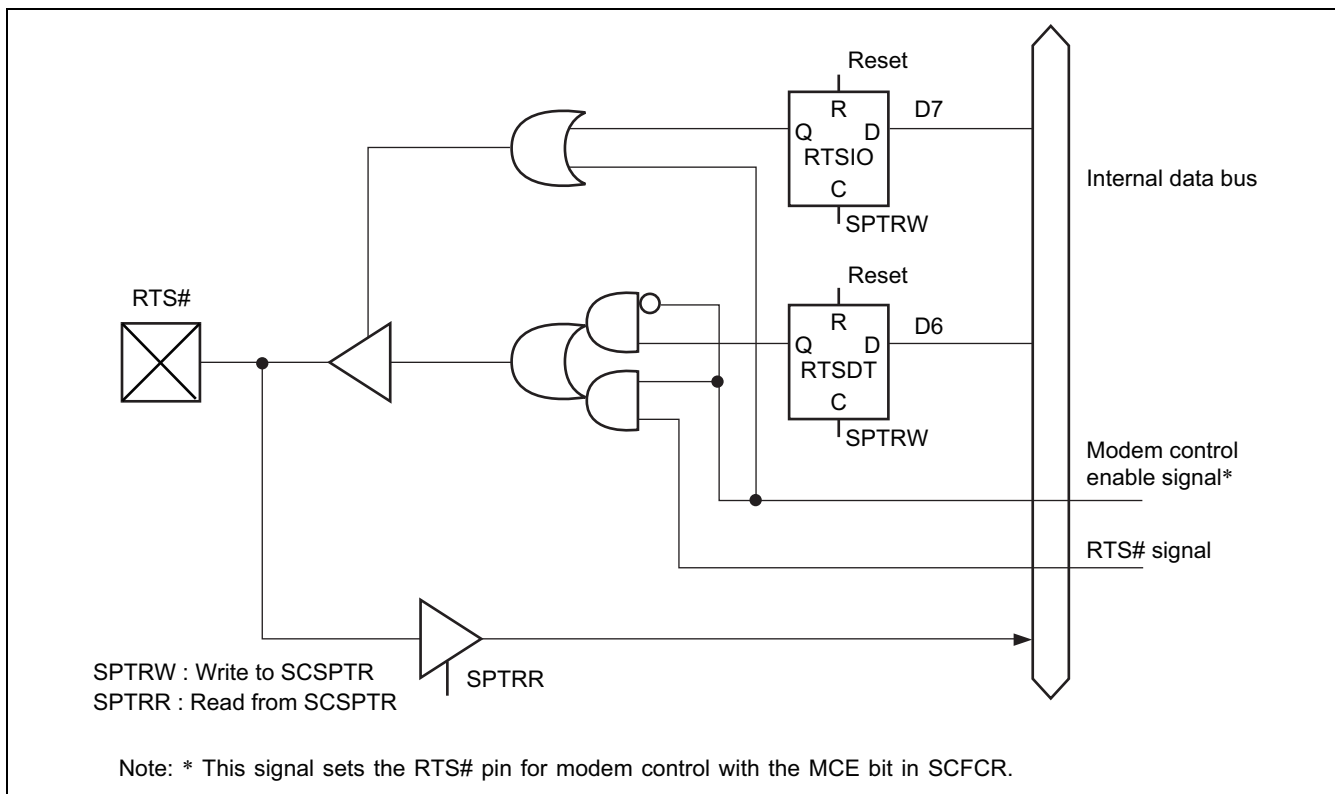 Reset
R
D7
Q D
RTSIO
C
SPTRW
Internal data bus
Reset
RTS#
R
D6
Q D
RTSDT
C
SPTRW
Modem control
enable signal*
RTS# signal
SPTRW : Write to SCSPTR
SPTRR
SPTRR : Read from SCSPTR
Note: * This signal sets the RTS# pin for modem control with the MCE bit in SCFCR.